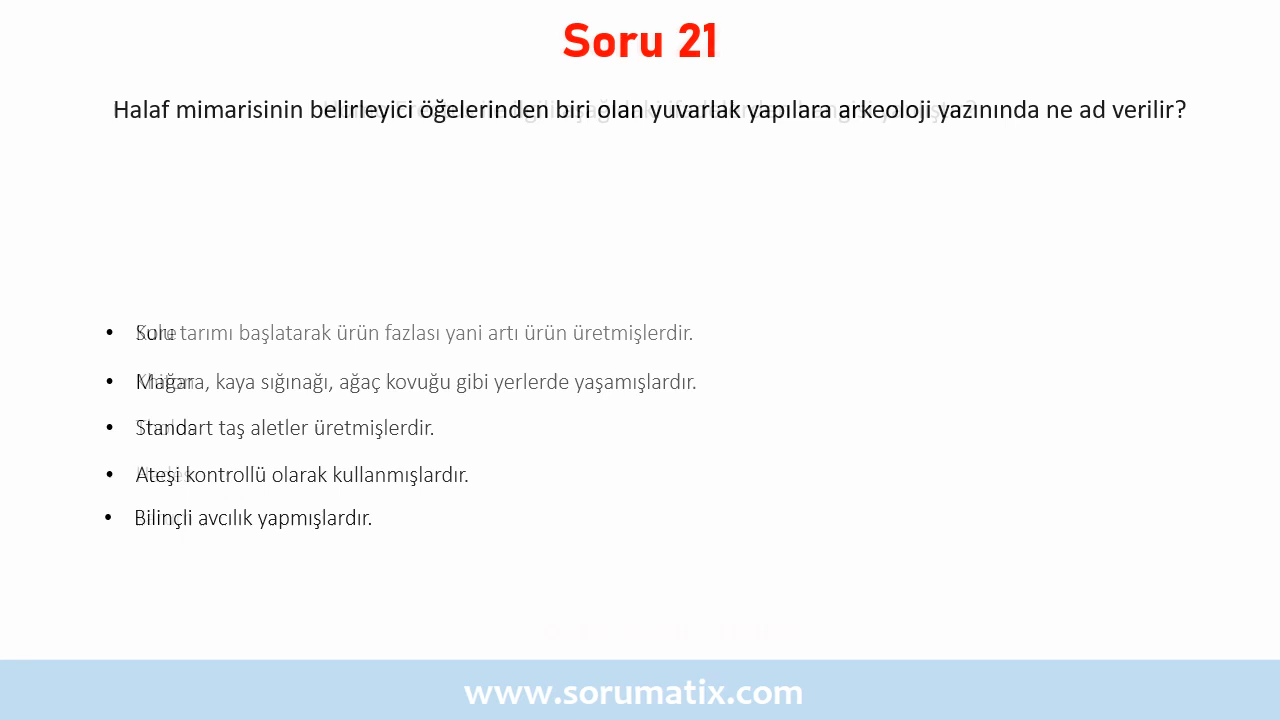 Soru 21
Halaf mimarisinin belirleyici öğelerinden biri olan yuvarlak yapılara arkeoloji yazınında ne ad verilir?
tarımı başlatarak ürün fazlası yani artı ürün üretmişlerdir.
Mağara, kaya sığınağı, ağaç kovuğu gibi yerlerde yaşamışlardır.
Standart taş aletler üretmişlerdir.
Ateşi kontrollü olarak kullanmışlardır.
Bilinçli avcılık yapmışlardır.
www.sorumatix.com